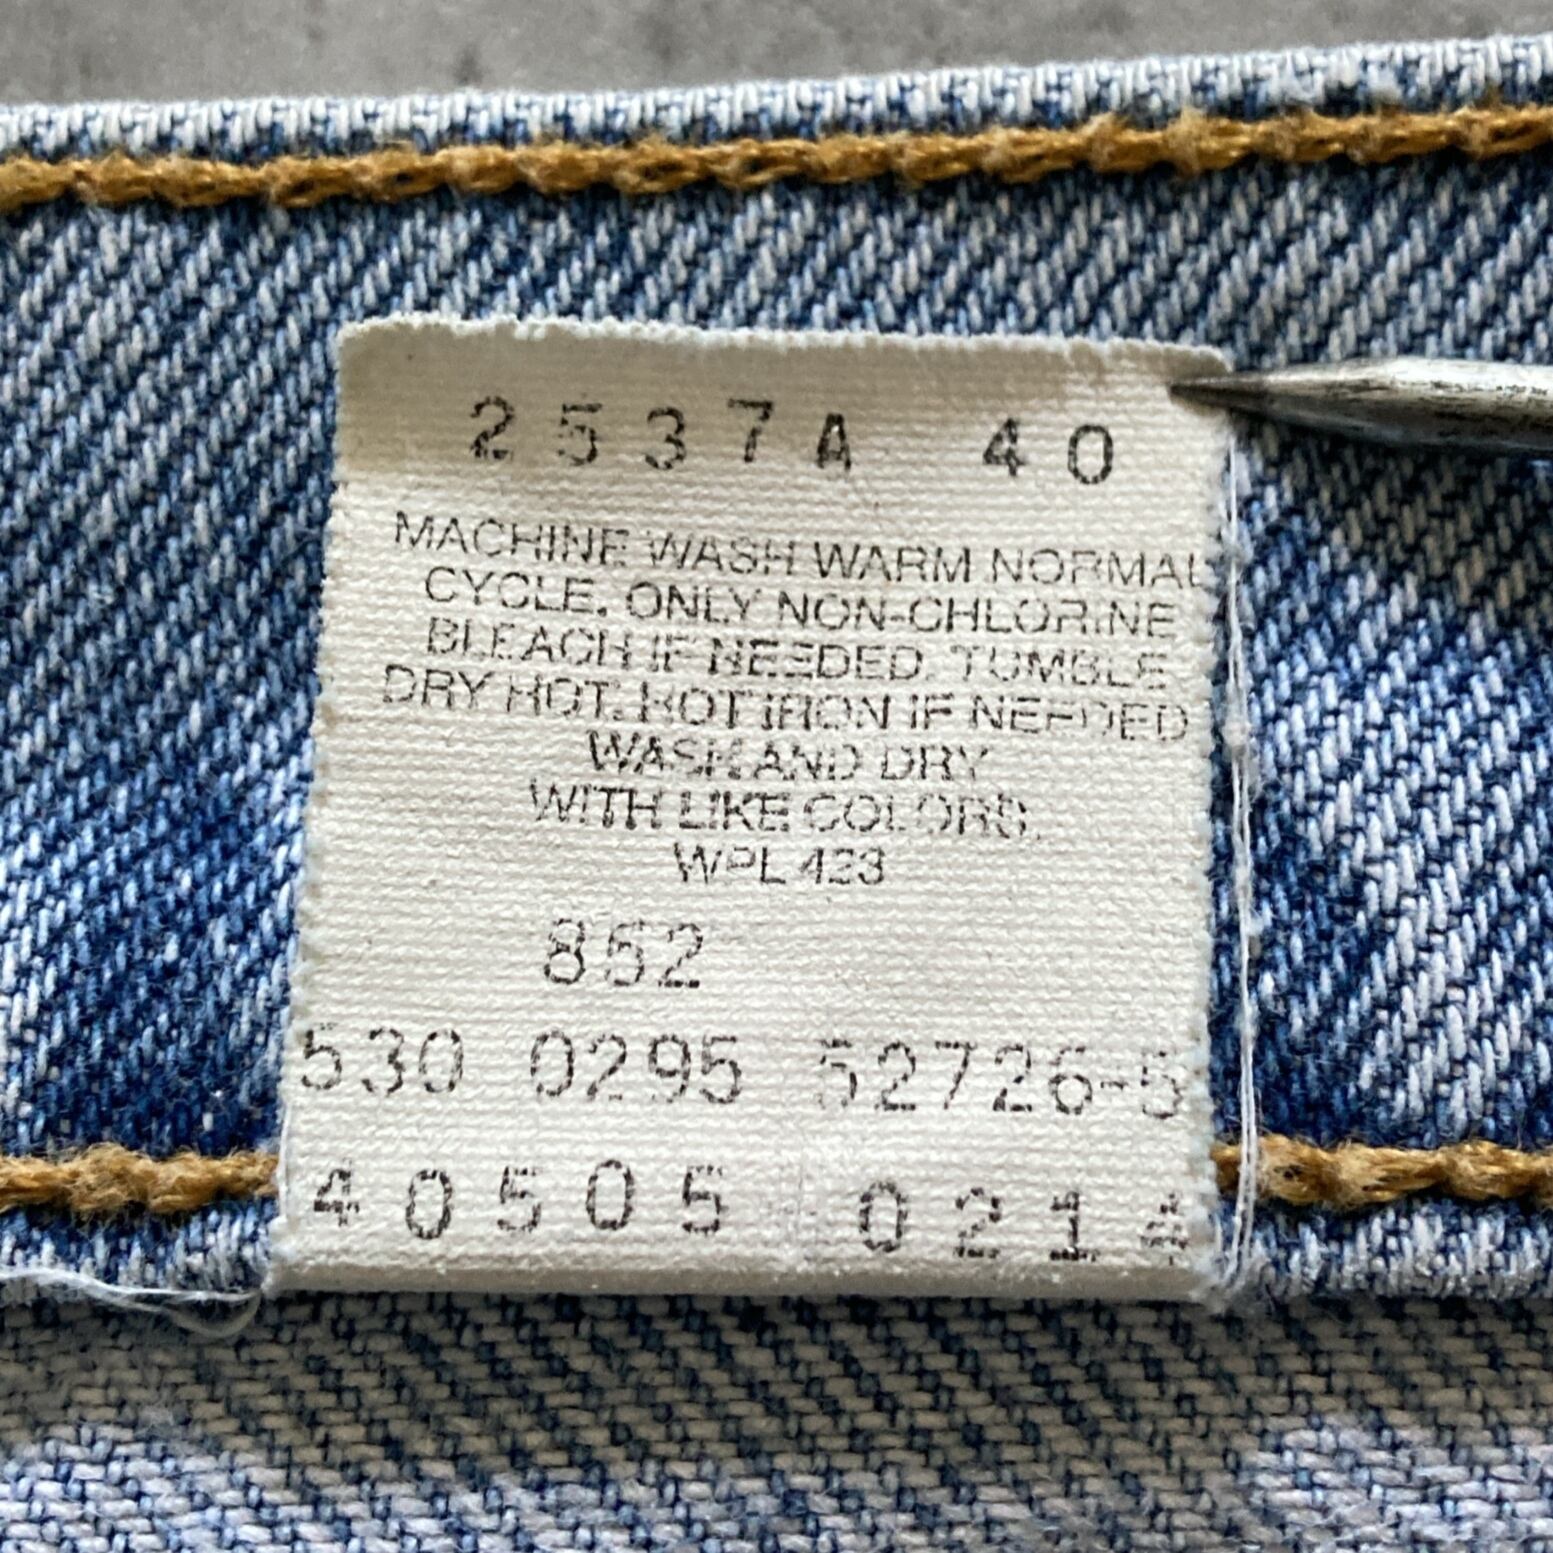 2537A 40
MACHINE WASH WARM NORMAL
CYCLE. ONLY NON-CHLORINE
BLEACH IF NEEDED. TUMBLE
DRY HOT. HOT IRON IF NEEDED
WASH AND DRY
WITH LIKE COLORS.
WPL 423
852
530 0295 52726-5
40505 0214